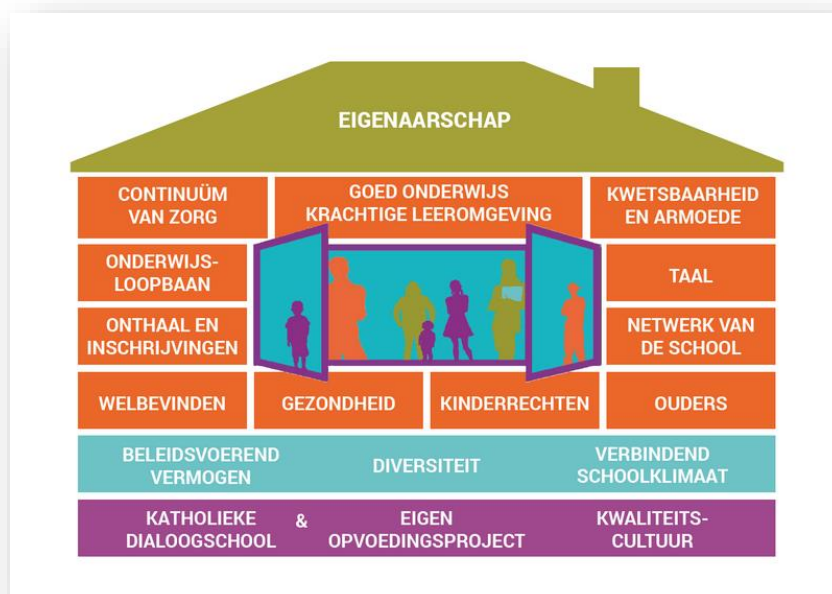 EIGENAARSCHAP
CONTINUÜM
VAN ZORG
GOED ONDERWIJS
KRACHTIGE LEEROMGEVING
KWETSBAARHEID
EN ARMOEDE
ONDERWIJS-
LOOPBAAN
TAAL
ONTHAAL EN
INSCHRIJVINGEN
NETWERK VAN
DE SCHOOL
WELBEVINDEN
GEZONDHEID
KINDERRECHTEN
OUDERS
BELEIDSVOEREND
VERMOGEN
DIVERSITEIT
VERBINDEND
SCHOOLKLIMAAT
KATHOLIEKE
DIALOOGSCHOOL
&
EIGEN
OPVOEDINGSPROJECT
KWALITEITS-
CULTUUR